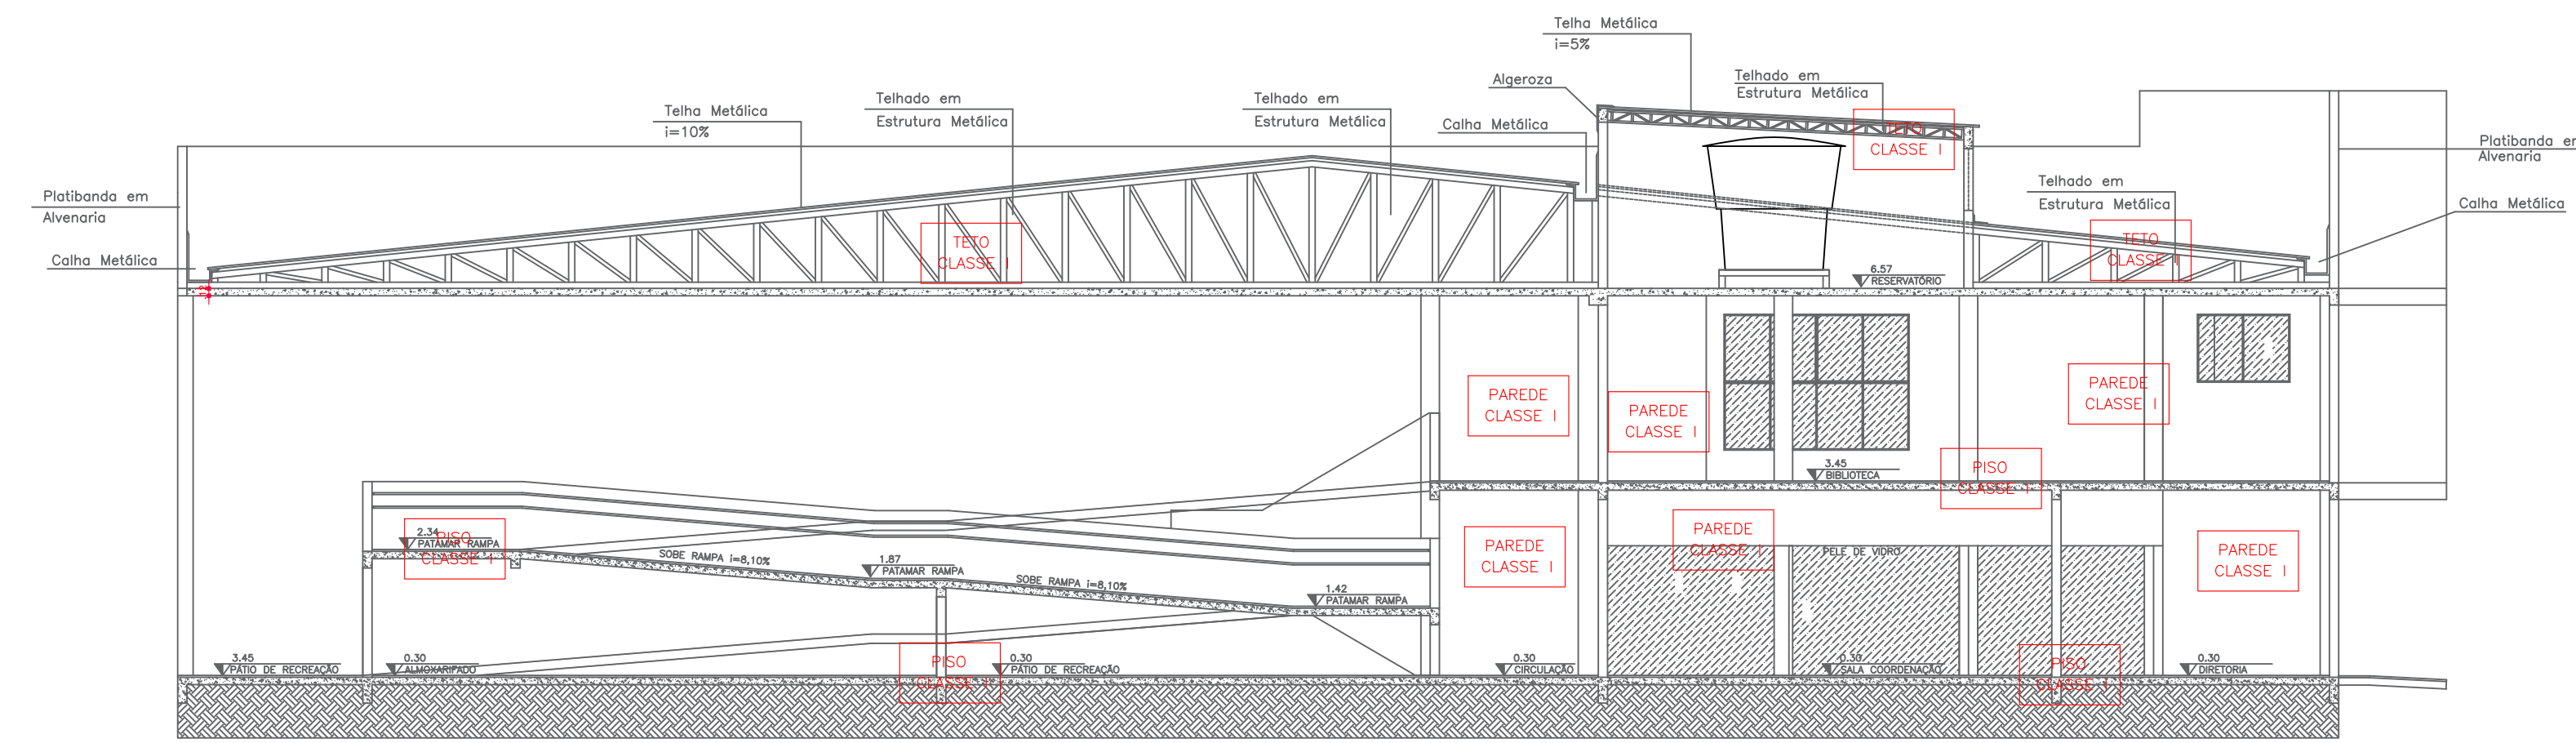 Telha Metálica
i=5%
Algeroza
Telhado em
Estrutura Metálica
Telha Metálica
i=10%
Telhado em
Estrutura Metálica
Telhado em
Estrutura Metálica
Calha Metálica
TETO
CLASSE I
Platibanda em
Alvenaria
Platibanda em
Alvenaria
Telhado em
Estrutura Metálica
Calha Metálica
Calha Metálica
TETO
CLASSE I
TETO
CLASSE I
6.57
RESERVATÓRIO
12
PAREDE
CLASSE I
PAREDE
CLASSE I
PAREDE
CLASSE I
3.45
BIBLIOTECA
PISO
CLASSE I
2.34
PATAMAR RAMPA
PISO
CLASSE I
SOBE RAMPA i=8,10%
1.87
PATAMAR RAMPA
SOBE RAMPA i=8,10%
1.42
PATAMAR RAMPA
PAREDE
CLASSE I
PAREDE
CLASSE I
PELE DE VIDRO
PAREDE
CLASSE I
3.45
PÁTIO DE RECREAÇÃO
0.30
ALMOXARIFADO
PISO
CLASSE I
0.30
PÁTIO DE RECREAÇÃO
0.30
CIRCULAÇÃO
0.30
SALA COORDENAÇÃO
PISO
CLASSE I
0.30
DIRETORIA